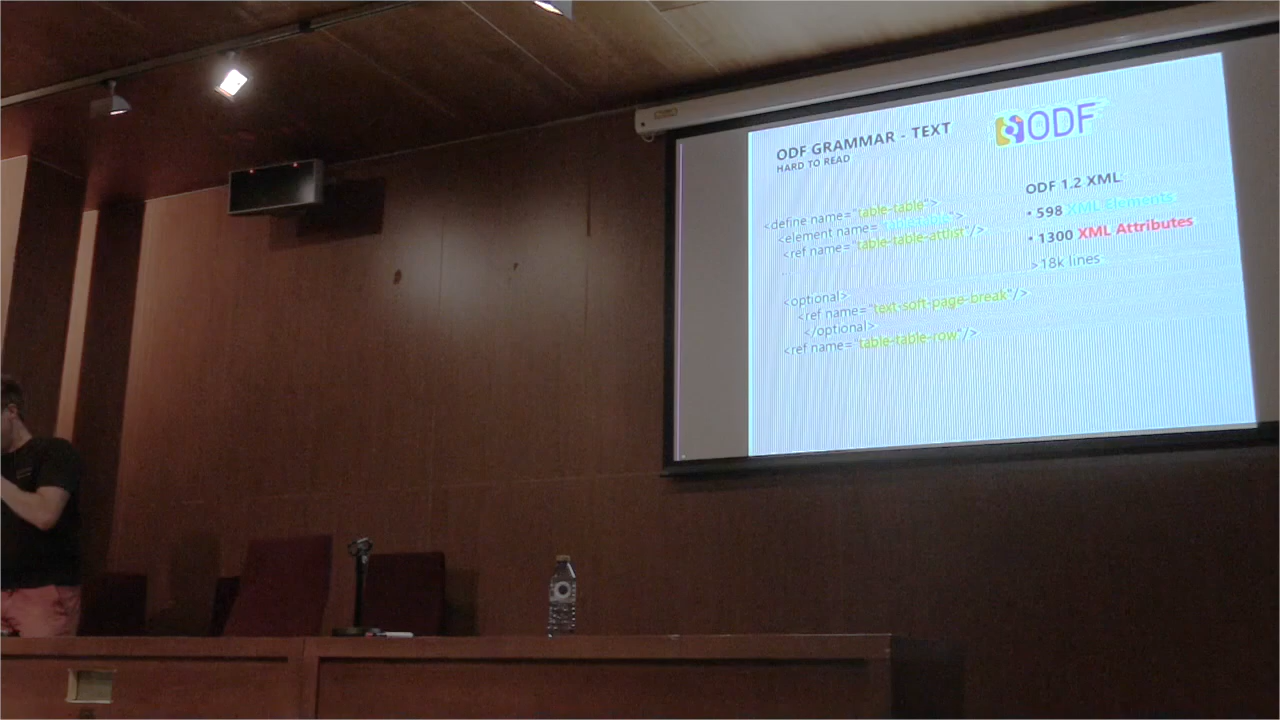 ODF GRAMMAR - TEXT
HARD TO READ
ODF
<define name="table-table">
<element name="table:table">
<ref name="table-table-attlist"/>
...
<optional>
<ref name="text-soft-page-break"/>
</optional>
<ref name="table-table-row"/>
ODF 1.2 XML:
• 598 XML Elements
• 1300 XML Attributes
>18k lines